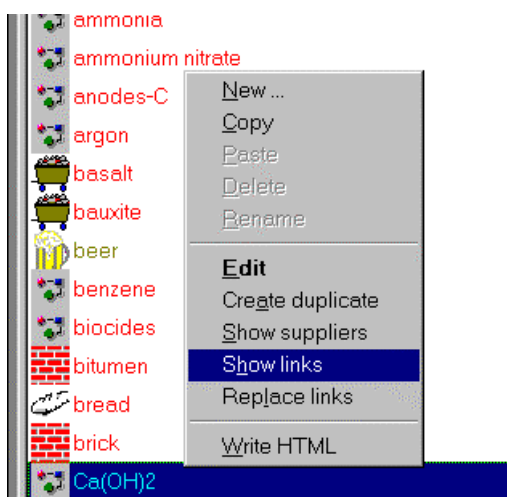 ammonia
ammonium nitrate
anodes-C
argon
basalt
bauxite
beer
benzene
biocides
bitumen
bread
brick
Ca(OH)2
New ...
Copy
Paste
Delete
Rename
Edit
Create duplicate
Show suppliers
Show links
Replace links
Write HTML